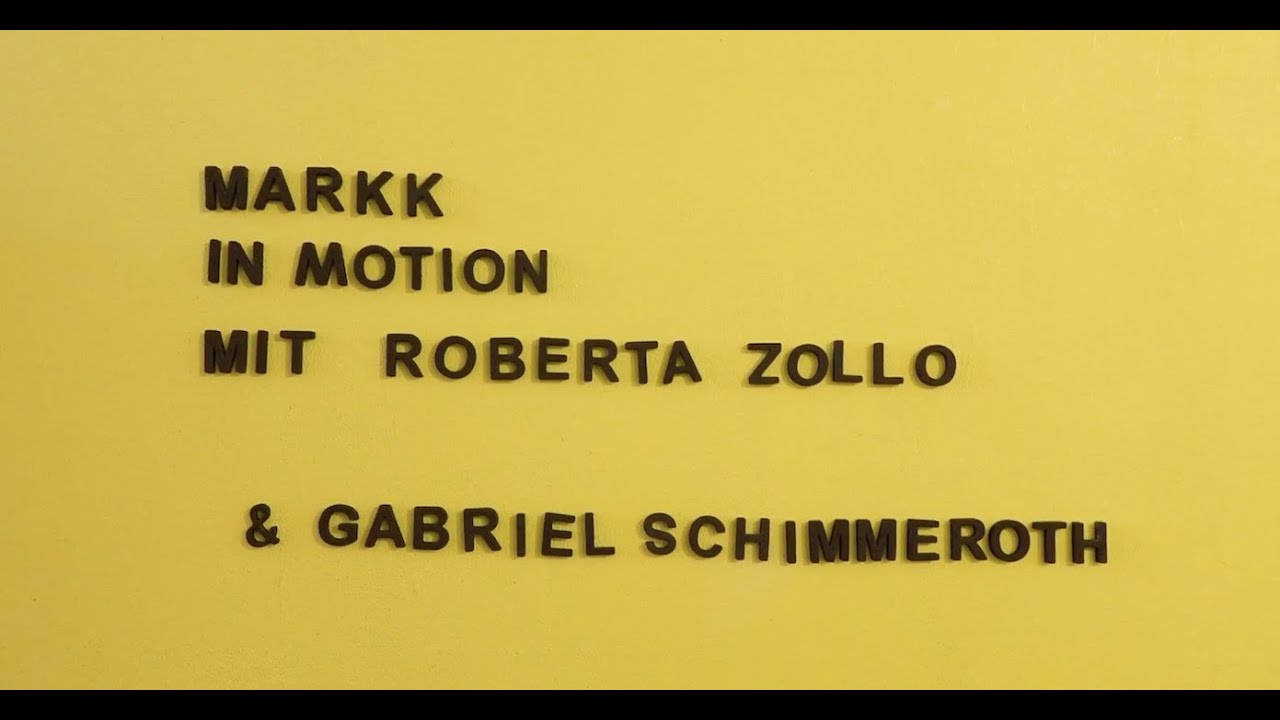 MARKK
IN MOTION
MIT ROBERTA ZOLLO
& GABRIEL SCHIMMEROTH